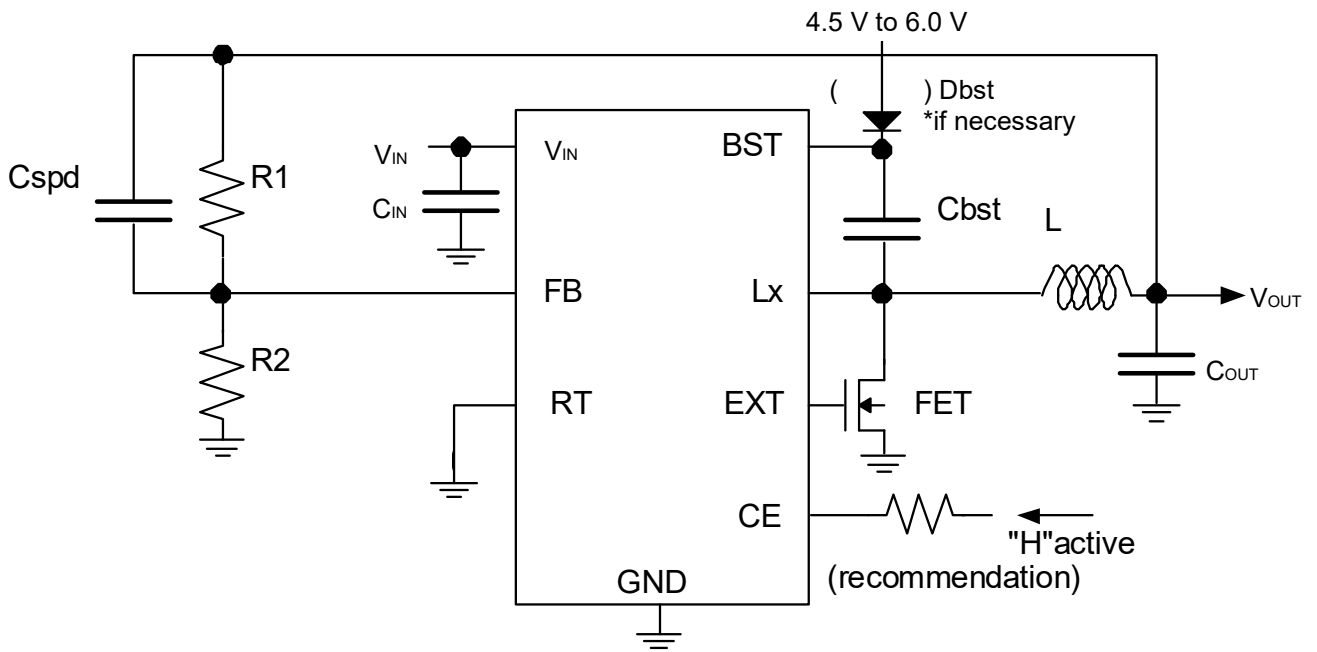 4.5 V to 6.0 V
( ) Dbst
*if necessary
VIN
VIN
BST
Cspd
R1
CIN
Cbst
L
FB
Lx
VOUT
R2
COUT
RT
EXT
FET
CE
"H"active
(recommendation)
GND